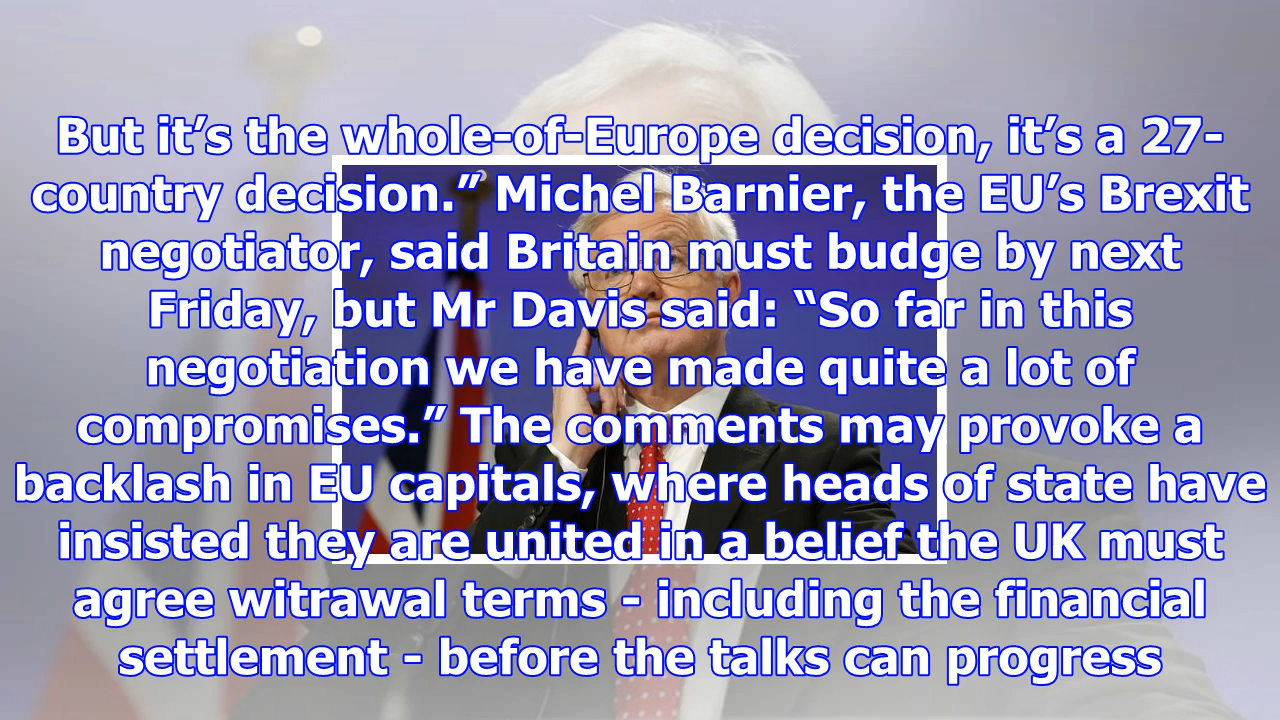 But it’s the whole-of-Europe decision, it’s a 27-
country decision.” Michel Barnier, the EU’s Brexit
negotiator, said Britain must budge by next
Friday, but Mr Davis said: “So far in this
negotiation we have made quite a lot of
compromises.” The comments may provoke a
backlash in EU capitals, where heads of state have
insisted they are united in a belief the UK must
agree witrawal terms - including the financial
settlement - before the talks can progress